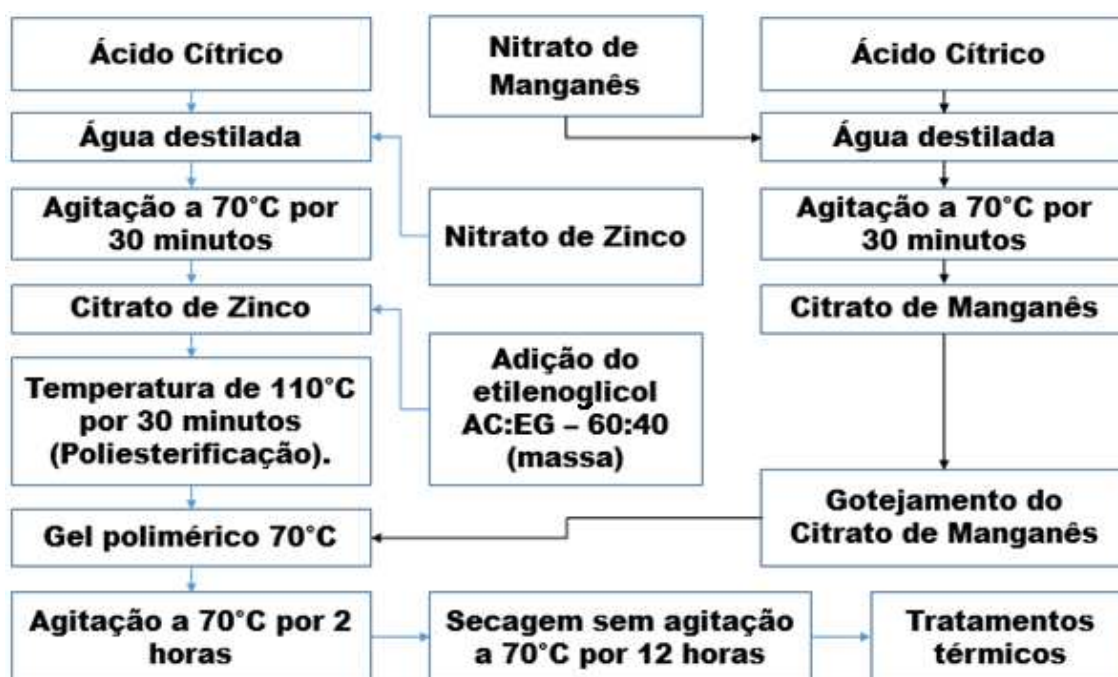 Ácido Cítrico
Água destilada
Agitação a 70°C por
30 minutos
Citrato de Zinco
Temperatura de 110°C
por 30 minutos
(Poliesterificação).
Gel polimérico 70°C
Agitação a 70°C por 2
horas
Nitrato de
Manganês
Nitrato de Zinco
Adição do
etilenoglicol
AC:EG – 60:40
(massa)
Secagem sem agitação
a 70°C por 12 horas
Ácido Cítrico
Água destilada
Agitação a 70°C por
30 minutos
Citrato de Manganês
Gotejamento do
Citrato de Manganês
Tratamentos
térmicos